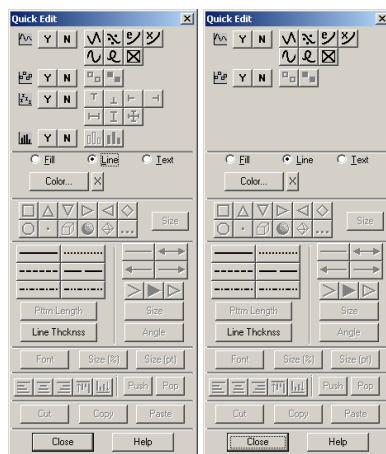 Quick Edit
Y N
Y N
Y N
Y N
Fill Line Text
Color...
Size
Pttrn Length Size
Line Thcknss Angle
Font Size (%) Size (pt)
Push Pop
Cut Copy Paste
Close Help
Quick Edit
Y N
Y N
Fill Line Text
Color...
Size
Pttrn Length Size
Line Thcknss Angle
Font Size (%) Size (pt)
Push Pop
Cut Copy Paste
Close Help